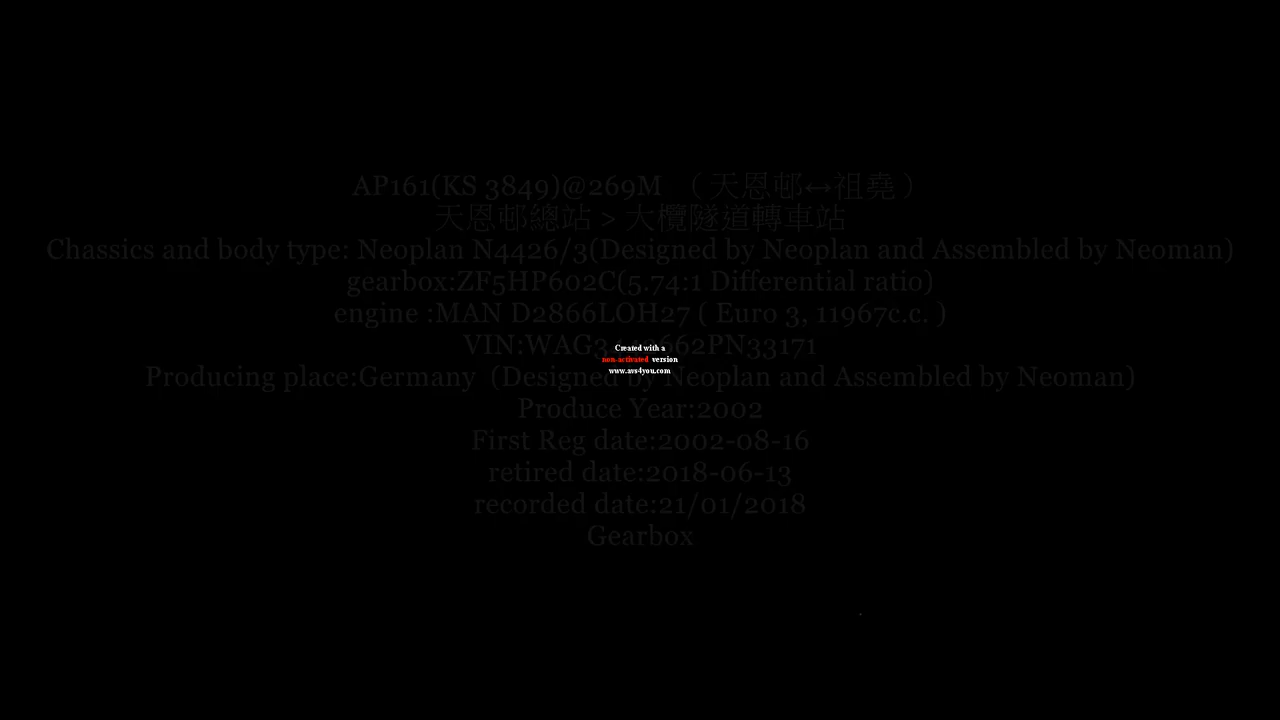 AP161(KS 3849)@269M （天恩邨↔祖堯）
天恩邨總站 > 大欖隧道轉車站
Chassics and body type: Neoplan N4426/3(Designed by Neoplan and Assembled by Neoman)
gearbox:ZF5HP602C(5.74:1 Differential ratio)
engine :MAN D2866LOH27 ( Euro 3, 11967c.c. )
Created with a
non-activated version
www.avs4you.com
Producing place:Germany (Designed by Neoplan and Assembled by Neoman)
Produce Year:2002
First Reg date:2002-08-16
retired date:2018-06-13
recorded date:21/01/2018
Gearbox